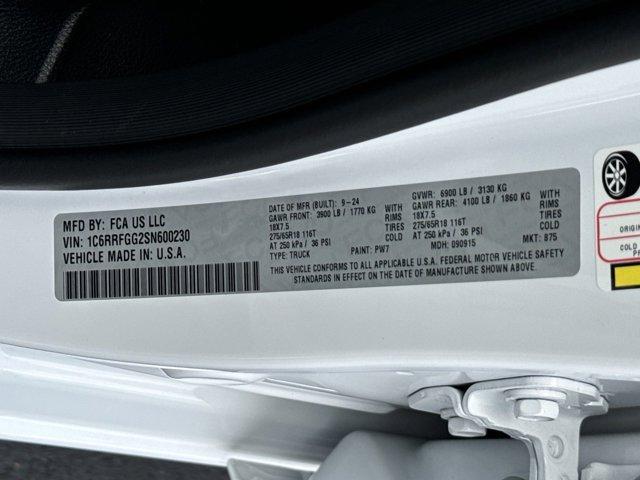 MFD BY: FCA US LLC
VIN: 1C6RRFGG2SN600230
VEHICLE MADE IN: U.S.A.
DATE OF MFR (BUILT): 9-24
GAWR FRONT: 3900 LB / 1770 KG WITH
18X7.5 RIMS
275/65R18 116T TIRES
AT 250 kPa / 36 PSI COLD
TYPE: TRUCK PAINT: PW7
GVWR: 6900 LB / 3130 KG
GAWR REAR: 4100 LB / 1860 KG WITH
18X7.5 RIMS
275/65R18 116T TIRES
AT 250 kPa / 36 PSI COLD
MDH: 090915 MKT: B75
THIS VEHICLE CONFORMS TO ALL APPLICABLE U.S.A. FEDERAL MOTOR VEHICLE SAFETY
STANDARDS IN EFFECT ON THE DATE OF MANUFACTURE SHOWN ABOVE.
ORIGIN
COLD